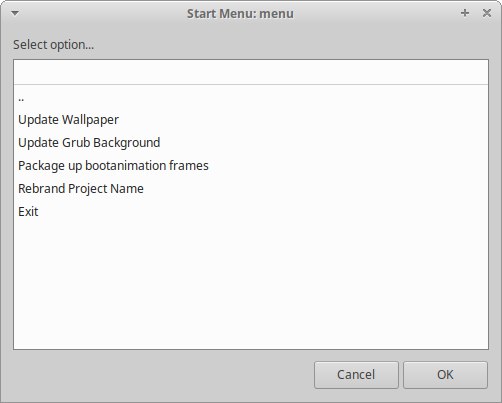 Start Menu: menu
Select option...
..
Update Wallpaper
Update Grub Background
Package up bootanimation frames
Rebrand Project Name
Exit
Cancel OK